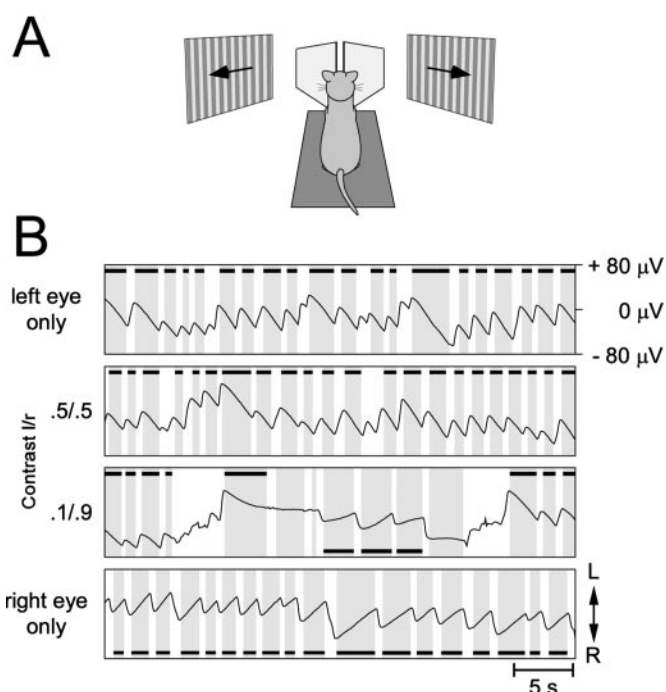 A
B
left eye
only
+ 80 µV
0 µV
- 80 µV
Contrast l/r
.5/.5
.1/.9
right eye
only
L
R
5 s